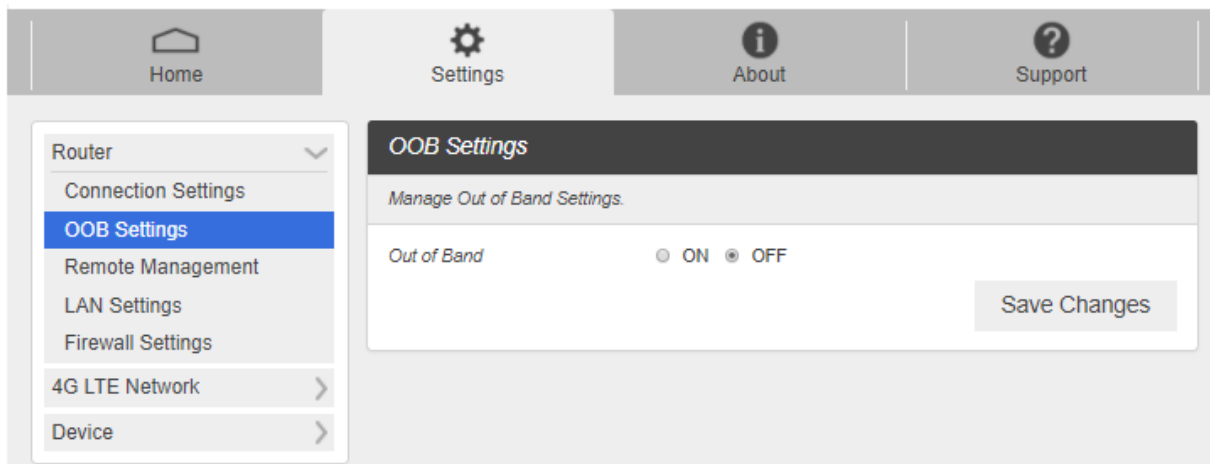 Home
Settings
About
Support
Router
Connection Settings
OOB Settings
Remote Management
LAN Settings
Firewall Settings
4G LTE Network
Device
OOB Settings
Manage Out of Band Settings.
Out of Band ON OFF
Save Changes